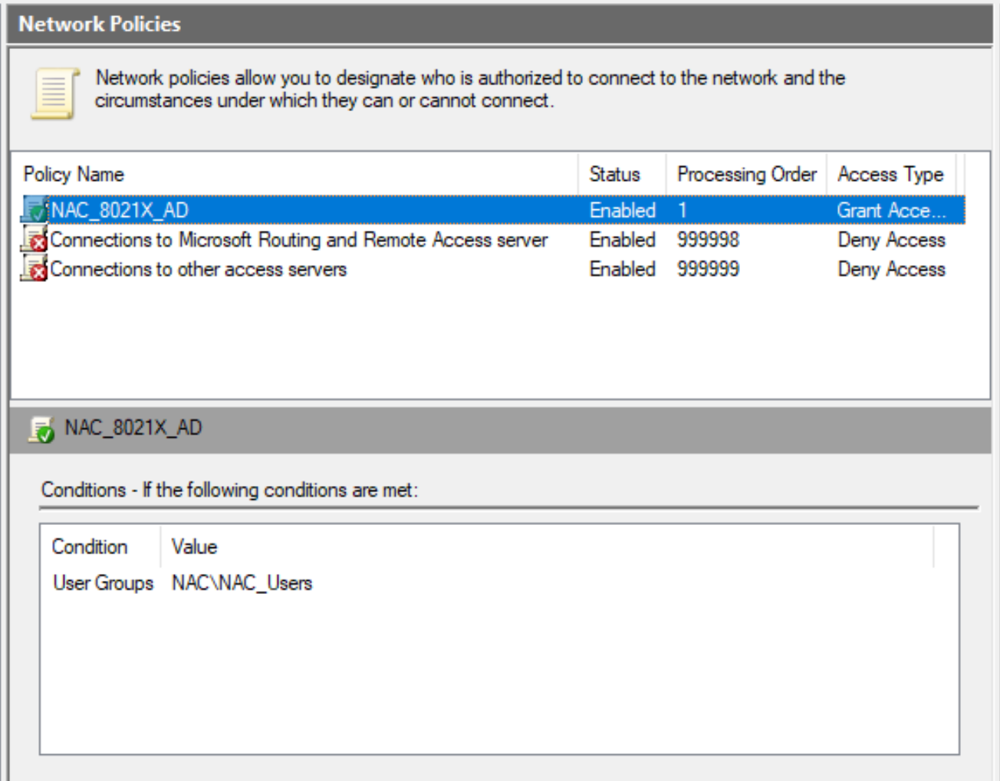 Network Policies
Network policies allow you to designate who is authorized to connect to the network and the
circumstances under which they can or cannot connect.
Policy Name Status Processing Order Access Type
NAC_8021X_AD Enabled 1 Grant Acce...
Connections to Microsoft Routing and Remote Access server Enabled 999998 Deny Access
Connections to other access servers Enabled 999999 Deny Access
NAC_8021X_AD
Conditions - If the following conditions are met:
Condition Value
User Groups NAC\NAC_Users